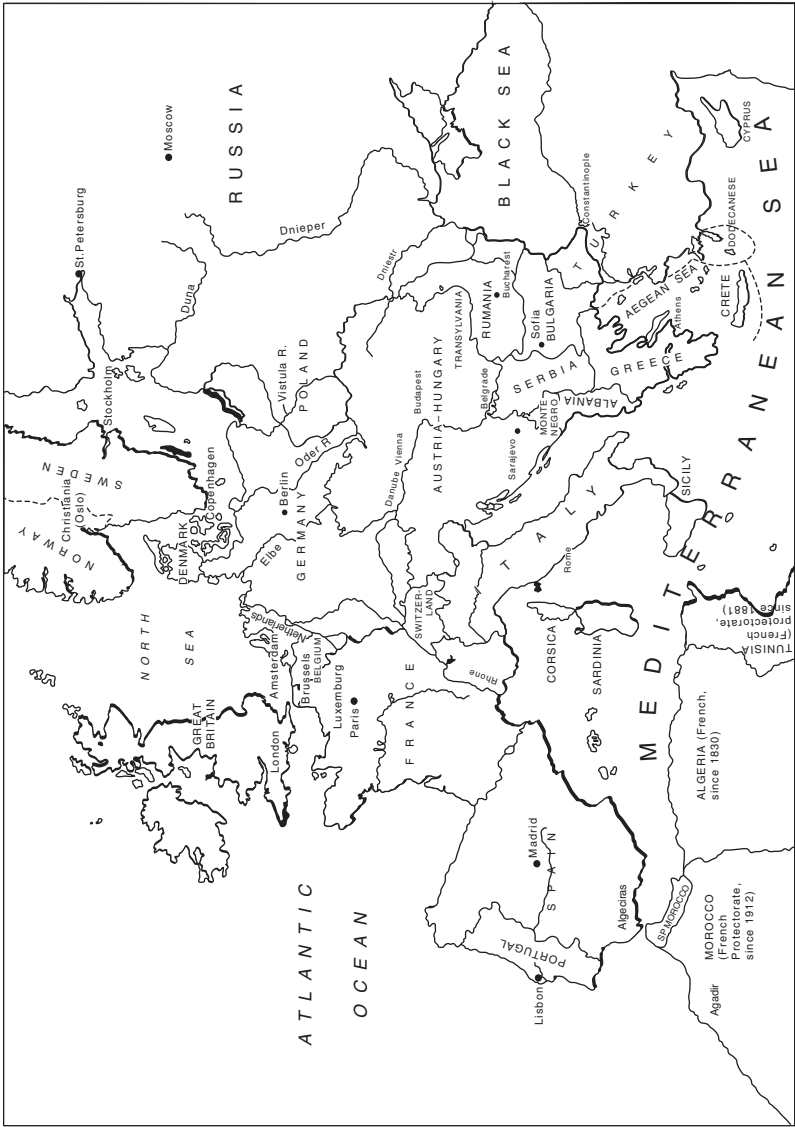 NORWAY
SWEDEN
Christiania
(Oslo)
Stockholm
St.Petersburg
Moscow
RUSSIA
NORTH
SEA
DENMARK
Copenhagen
Duna
Dnieper
GREAT
BRITAIN
London
Amsterdam
Netherlands
Brussels
BELGIUM
Luxemburg
Paris
FRANCE
Rhone
Elbe
Berlin
GERMANY
Oder R.
Vistula R.
POLAND
ATLANTIC
OCEAN
SWITZER-
LAND
Danube
Vienna
Budapest
AUSTRIA–HUNGARY
TRANSYLVANIA
Dniestr
RUMANIA
Bucharest
BLACK SEA
Belgrade
Sarajevo
SERBIA
MONTE-
NEGRO
ALBANIA
Sofia
BULGARIA
Constantinople
TURKEY
GREECE
Athens
AEGEAN SEA
CRETE
DODECANESE
CYPRUS
ITALY
Rome
CORSICA
SARDINIA
SICILY
MEDITERRANEAN SEA
PORTUGAL
Lisbon
Madrid
SPAIN
Algeciras
SP.MOROCCO
MOROCCO
(French
Protectorate,
since 1912)
Agadir
ALGERIA (French,
since 1830)
TUNISIA
(French
protectorate,
since 1881)